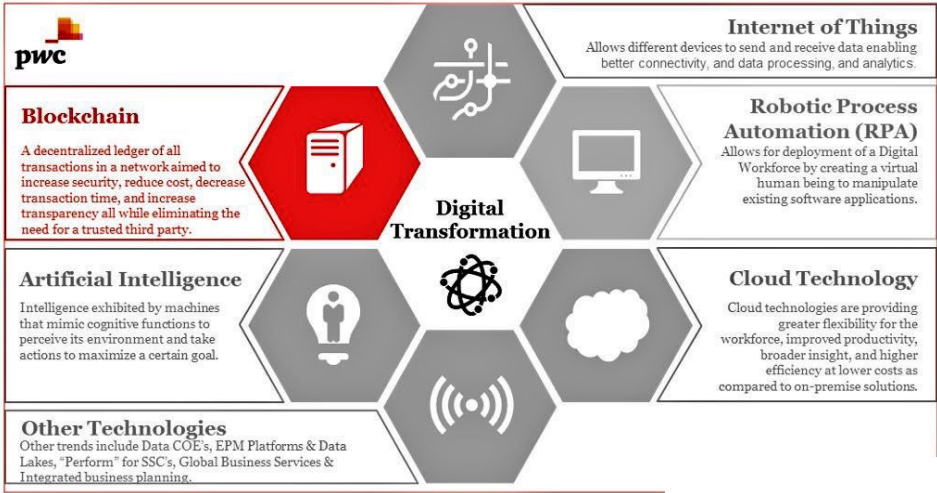 pwc
Internet of Things
Allows different devices to send and receive data enabling
better connectivity, and data processing, and analytics.
Blockchain
A decentralized ledger of all
transactions in a network aimed to
increase security, reduce cost, decrease
transaction time, and increase
transparency all while eliminating the
need for a trusted third party.
Robotic Process
Automation (RPA)
Allows for deployment of a Digital
Workforce by creating a virtual
human being to manipulate
existing software applications.
Digital
Transformation
Artificial Intelligence
Intelligence exhibited by machines
that mimic cognitive functions to
perceive its environment and take
actions to maximize a certain goal.
Cloud Technology
Cloud technologies are providing
greater flexibility for the
workforce, improved productivity,
broader insight, and higher
efficiency at lower costs as
compared to on-premise solutions.
Other Technologies
Other trends include Data COE's, EPM Platforms & Data
Lakes, "Perform" for SSC's, Global Business Services &
Integrated business planning.